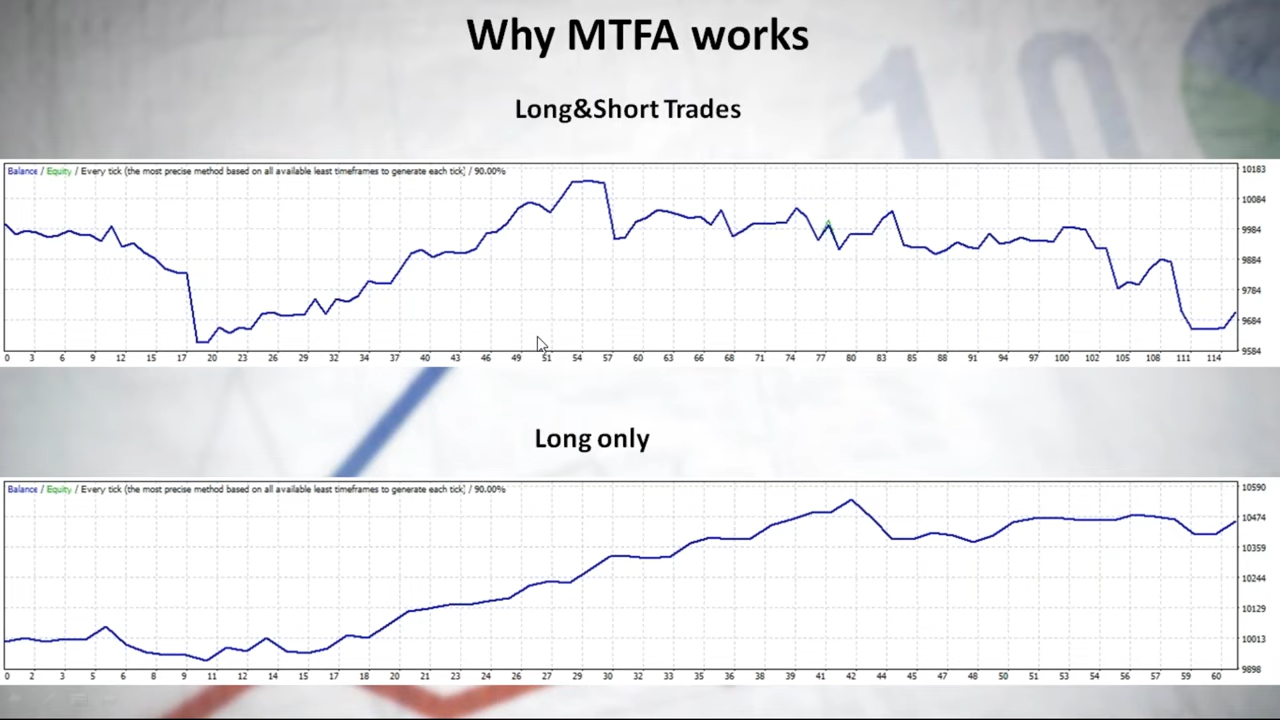 Why MTFA works
Long&Short Trades
Balance / Equity / Every tick (the most precise method based on all available least timeframes to generate each tick) / 90.00%
10183
10084
9984
9884
9784
9684
9584
0 3 6 9 12 15 17 20 23 26 29 32 34 37 40 43 46 49 51 54 57 60 63 66 68 71 74 77 80 83 85 88 91 94 97 100 102 105 108 111 114
Long only
Balance / Equity / Every tick (the most precise method based on all available least timeframes to generate each tick) / 90.00%
10590
10474
10359
10244
10129
10013
9898
0 2 3 5 6 8 9 11 12 14 15 17 18 20 21 23 24 26 27 29 30 32 33 35 36 38 39 41 42 44 45 47 48 50 51 53 54 56 57 59 60
10